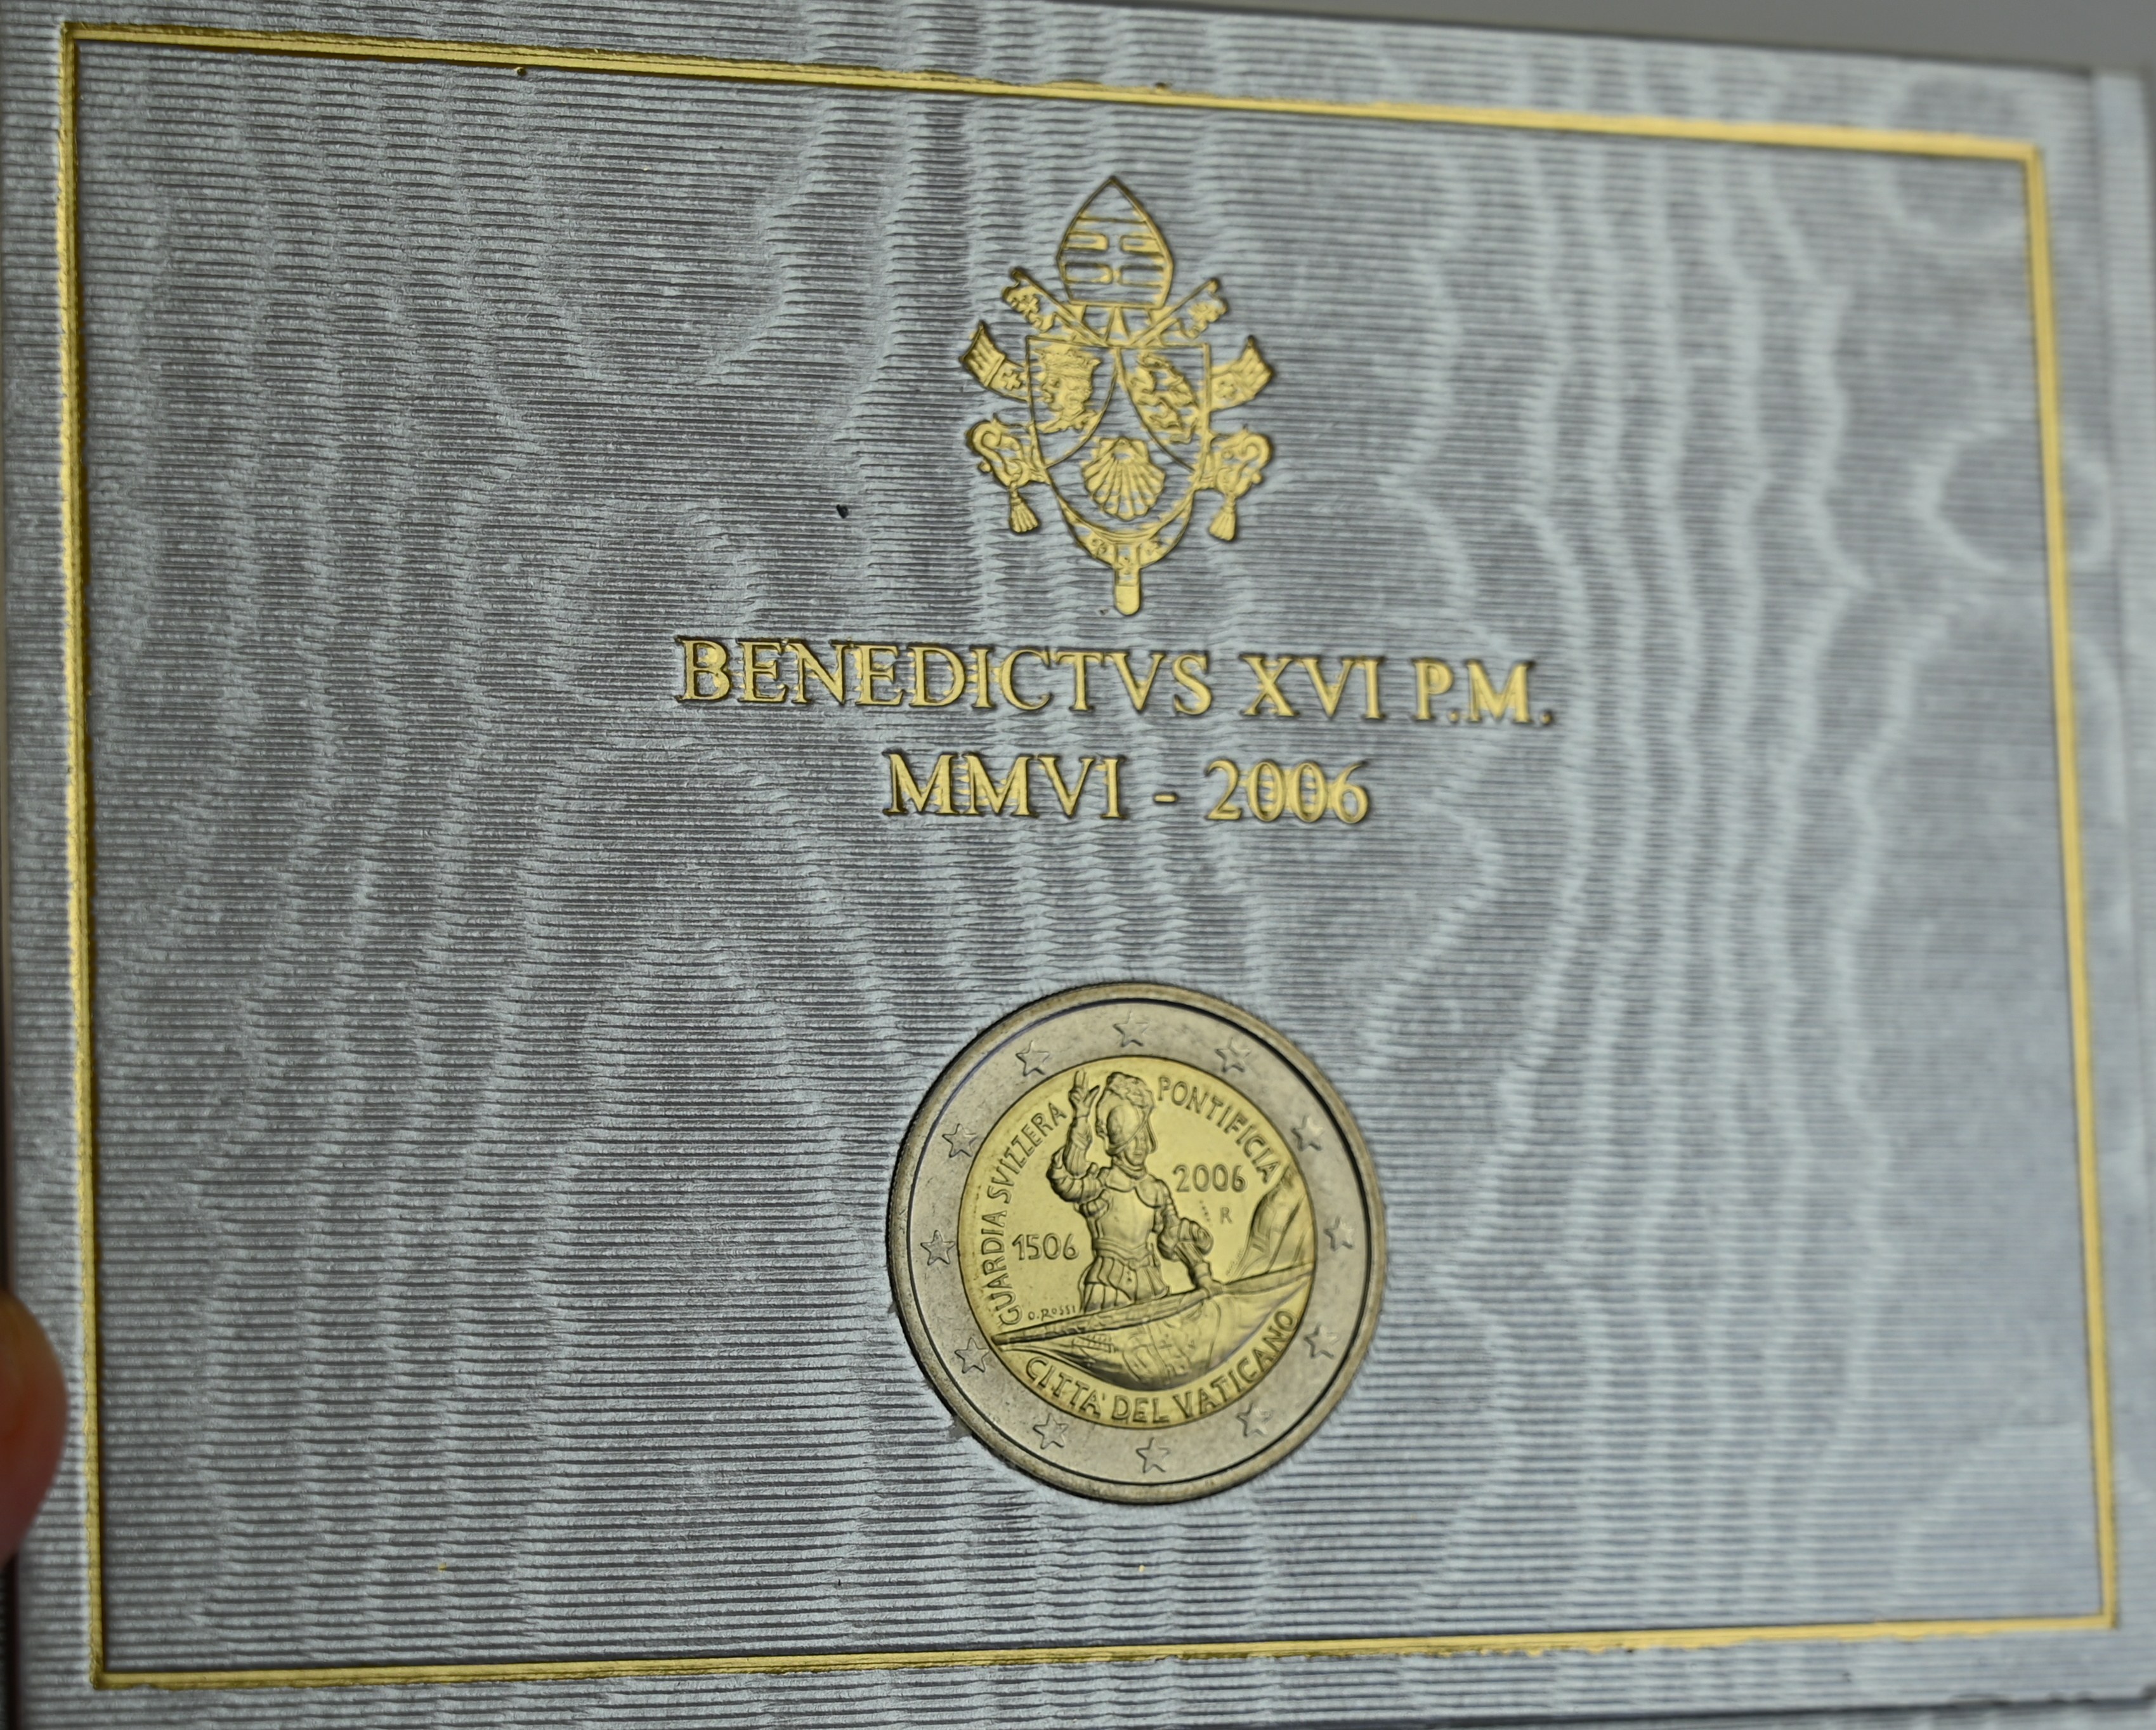 BENEDICTVS XVI P.M.
MMVI - 2006
GUARDIA SVIZZERA PONTIFICIA
2006
R
1506
O.ROSSI
CITTA' DEL VATICANO